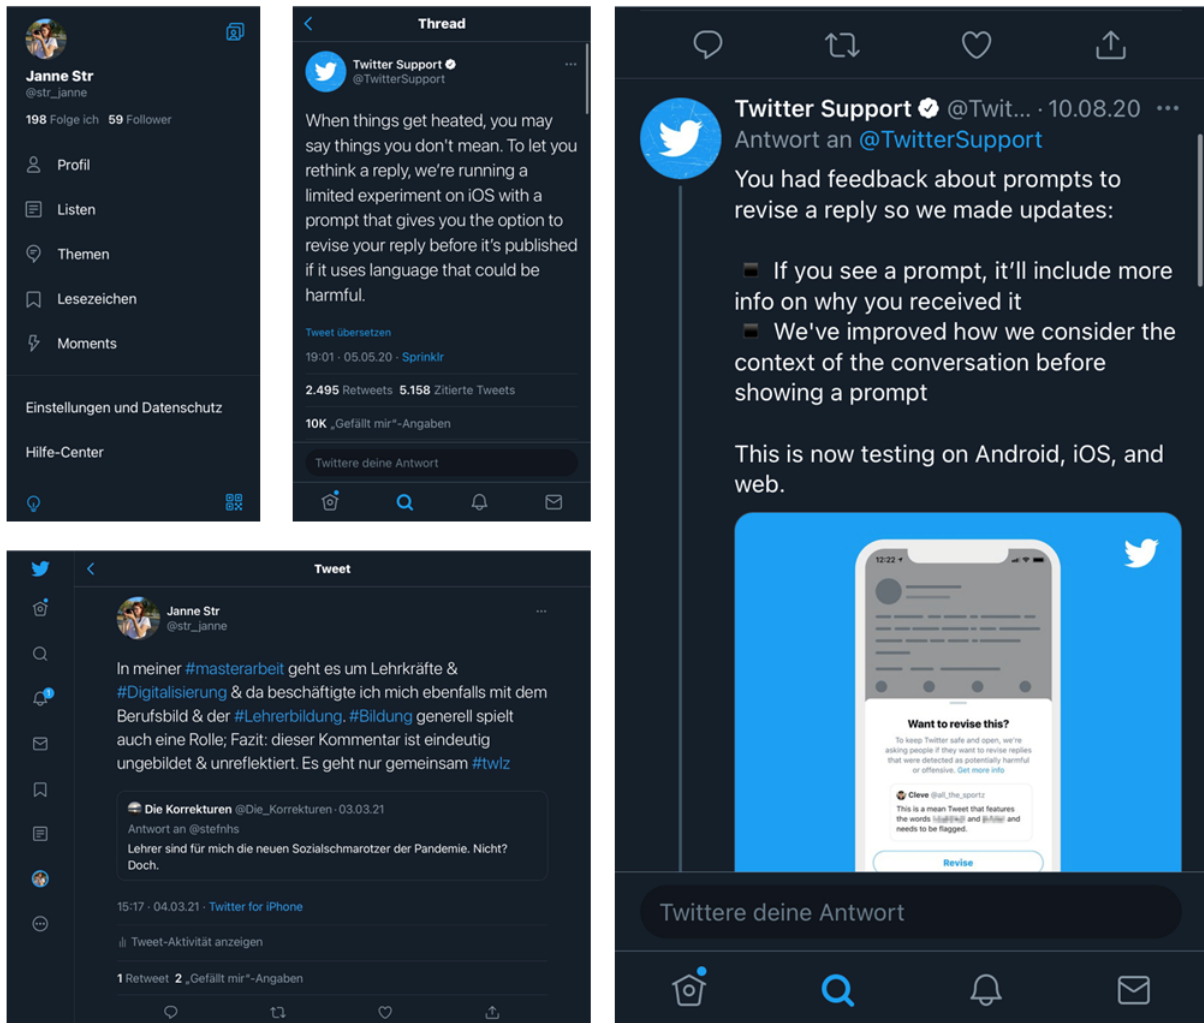 Janne Str
@str_janne
198 Folge ich 59 Follower
Profil
Listen
Themen
Lesezeichen
Moments
Einstellungen und Datenschutz
Hilfe-Center
Thread
Twitter Support
@TwitterSupport
When things get heated, you may
say things you don't mean. To let you
rethink a reply, we're running a
limited experiment on iOS with a
prompt that gives you the option to
revise your reply before it's published
if it uses language that could be
harmful.
Tweet übersetzen
19:01 · 05.05.20 · Sprinklr
2.495 Retweets 5.158 Zitierte Tweets
10K „Gefällt mir“-Angaben
Twittere deine Antwort
Tweet
Janne Str
@str_janne
In meiner #masterarbeit geht es um Lehrkräfte &
#Digitalisierung & da beschäftigte ich mich ebenfalls mit dem
Berufsbild & der #Lehrerbildung. #Bildung generell spielt
auch eine Rolle; Fazit: dieser Kommentar ist eindeutig
ungebildet & unreflektiert. Es geht nur gemeinsam #twlz
Die Korrekturen @Die_Korrekturen · 03.03.21
Antwort an @stefnhs
Lehrer sind für mich die neuen Sozialschmarotzer der Pandemie. Nicht?
Doch.
15:17 · 04.03.21 · Twitter for iPhone
Tweet-Aktivität anzeigen
1 Retweet 2 „Gefällt mir“-Angaben
1
Twitter Support @Twit... · 10.08.20
Antwort an @TwitterSupport
You had feedback about prompts to
revise a reply so we made updates:
If you see a prompt, it'll include more
info on why you received it
We've improved how we consider the
context of the conversation before
showing a prompt
This is now testing on Android, iOS, and
web.
12:22
Want to revise this?
To keep Twitter safe and open, we're
asking people if they want to revise replies
that were detected as potentially harmful
or offensive. Get more info
Cleve @all_the_sportz
This is a mean Tweet that features
the words and and
needs to be flagged.
Revise
Twittere deine Antwort